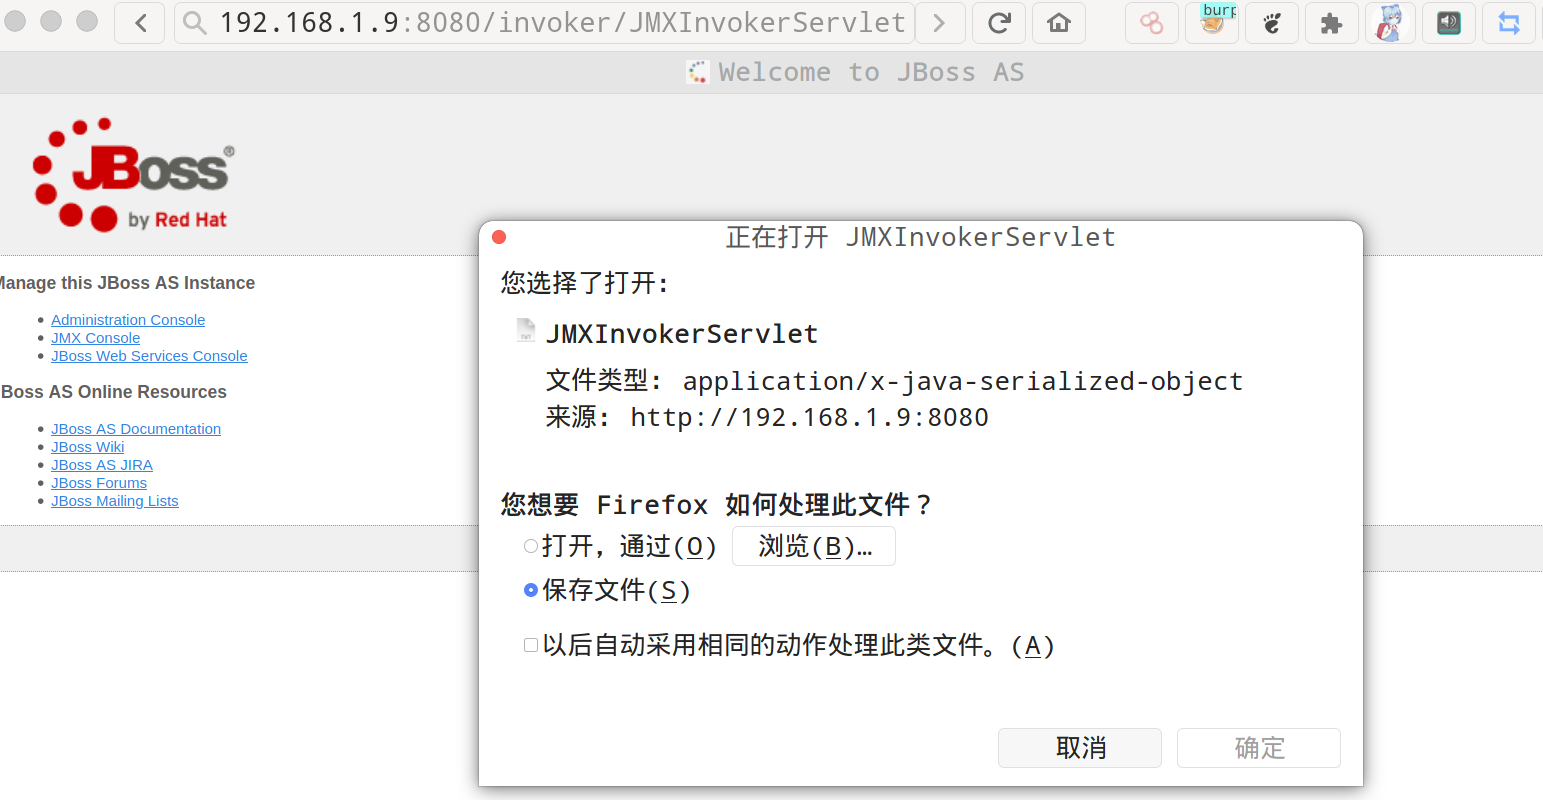 192.168.1.9:8080/invoker/JMXInvokerServlet
burp
Welcome to JBoss AS
JBoss®
by Red Hat
Manage this JBoss AS Instance
Administration Console
JMX Console
JBoss Web Services Console
Boss AS Online Resources
JBoss AS Documentation
JBoss Wiki
JBoss AS JIRA
JBoss Forums
JBoss Mailing Lists
正在打开 JMXInvokerServlet
您选择了打开:
JMXInvokerServlet
文件类型: application/x-java-serialized-object
来源: http://192.168.1.9:8080
您想要 Firefox 如何处理此文件？
打开，通过(O) 浏览(B)…
保存文件(S)
以后自动采用相同的动作处理此类文件。(A)
取消 确定